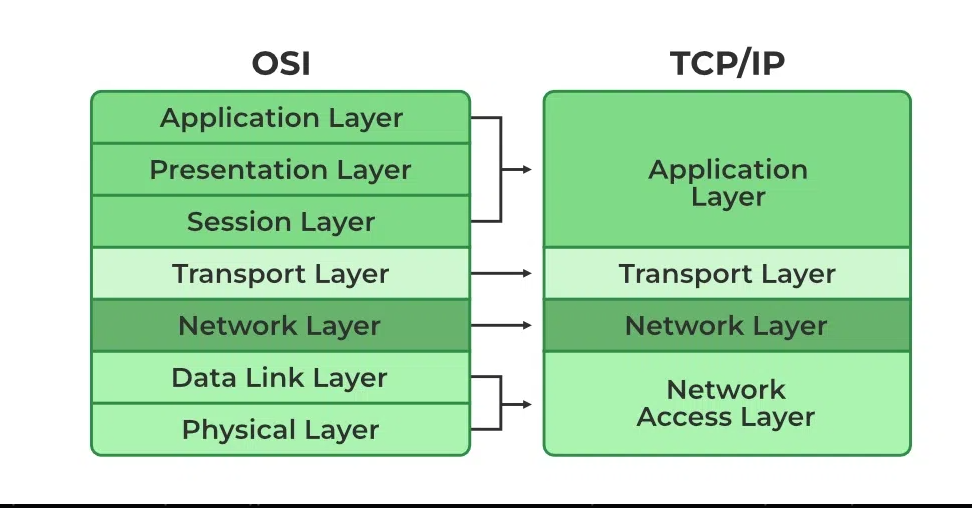 OSI
Application Layer
Presentation Layer
Session Layer
Transport Layer
Network Layer
Data Link Layer
Physical Layer
TCP/IP
Application
Layer
Transport Layer
Network Layer
Network
Access Layer